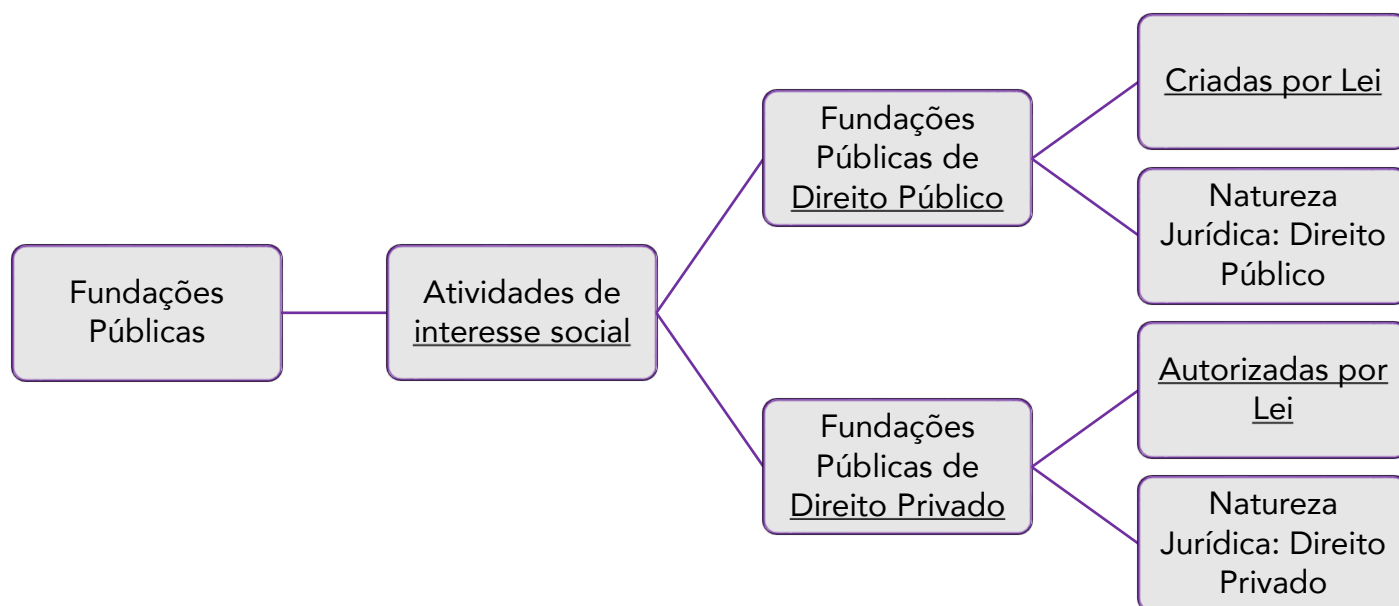 Fundações
Públicas
Atividades de
interesse social
Fundações
Públicas de
Direito Público
Criadas por Lei
Natureza
Jurídica: Direito
Público
Fundações
Públicas de
Direito Privado
Autorizadas por
Lei
Natureza
Jurídica: Direito
Privado